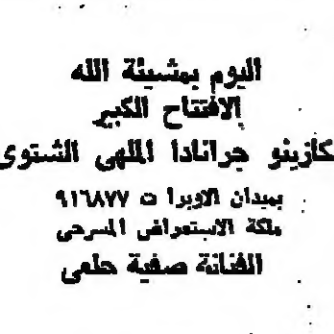 اليوم بمشيئة الله
الافتتاح الكبير
كازينو جرانادا الملهى الشتوى
بميدان الاوبرا ت ٩١٦٨٧٧
ملكة الاستعراض المسرحى
الفنانة صفية حلمى